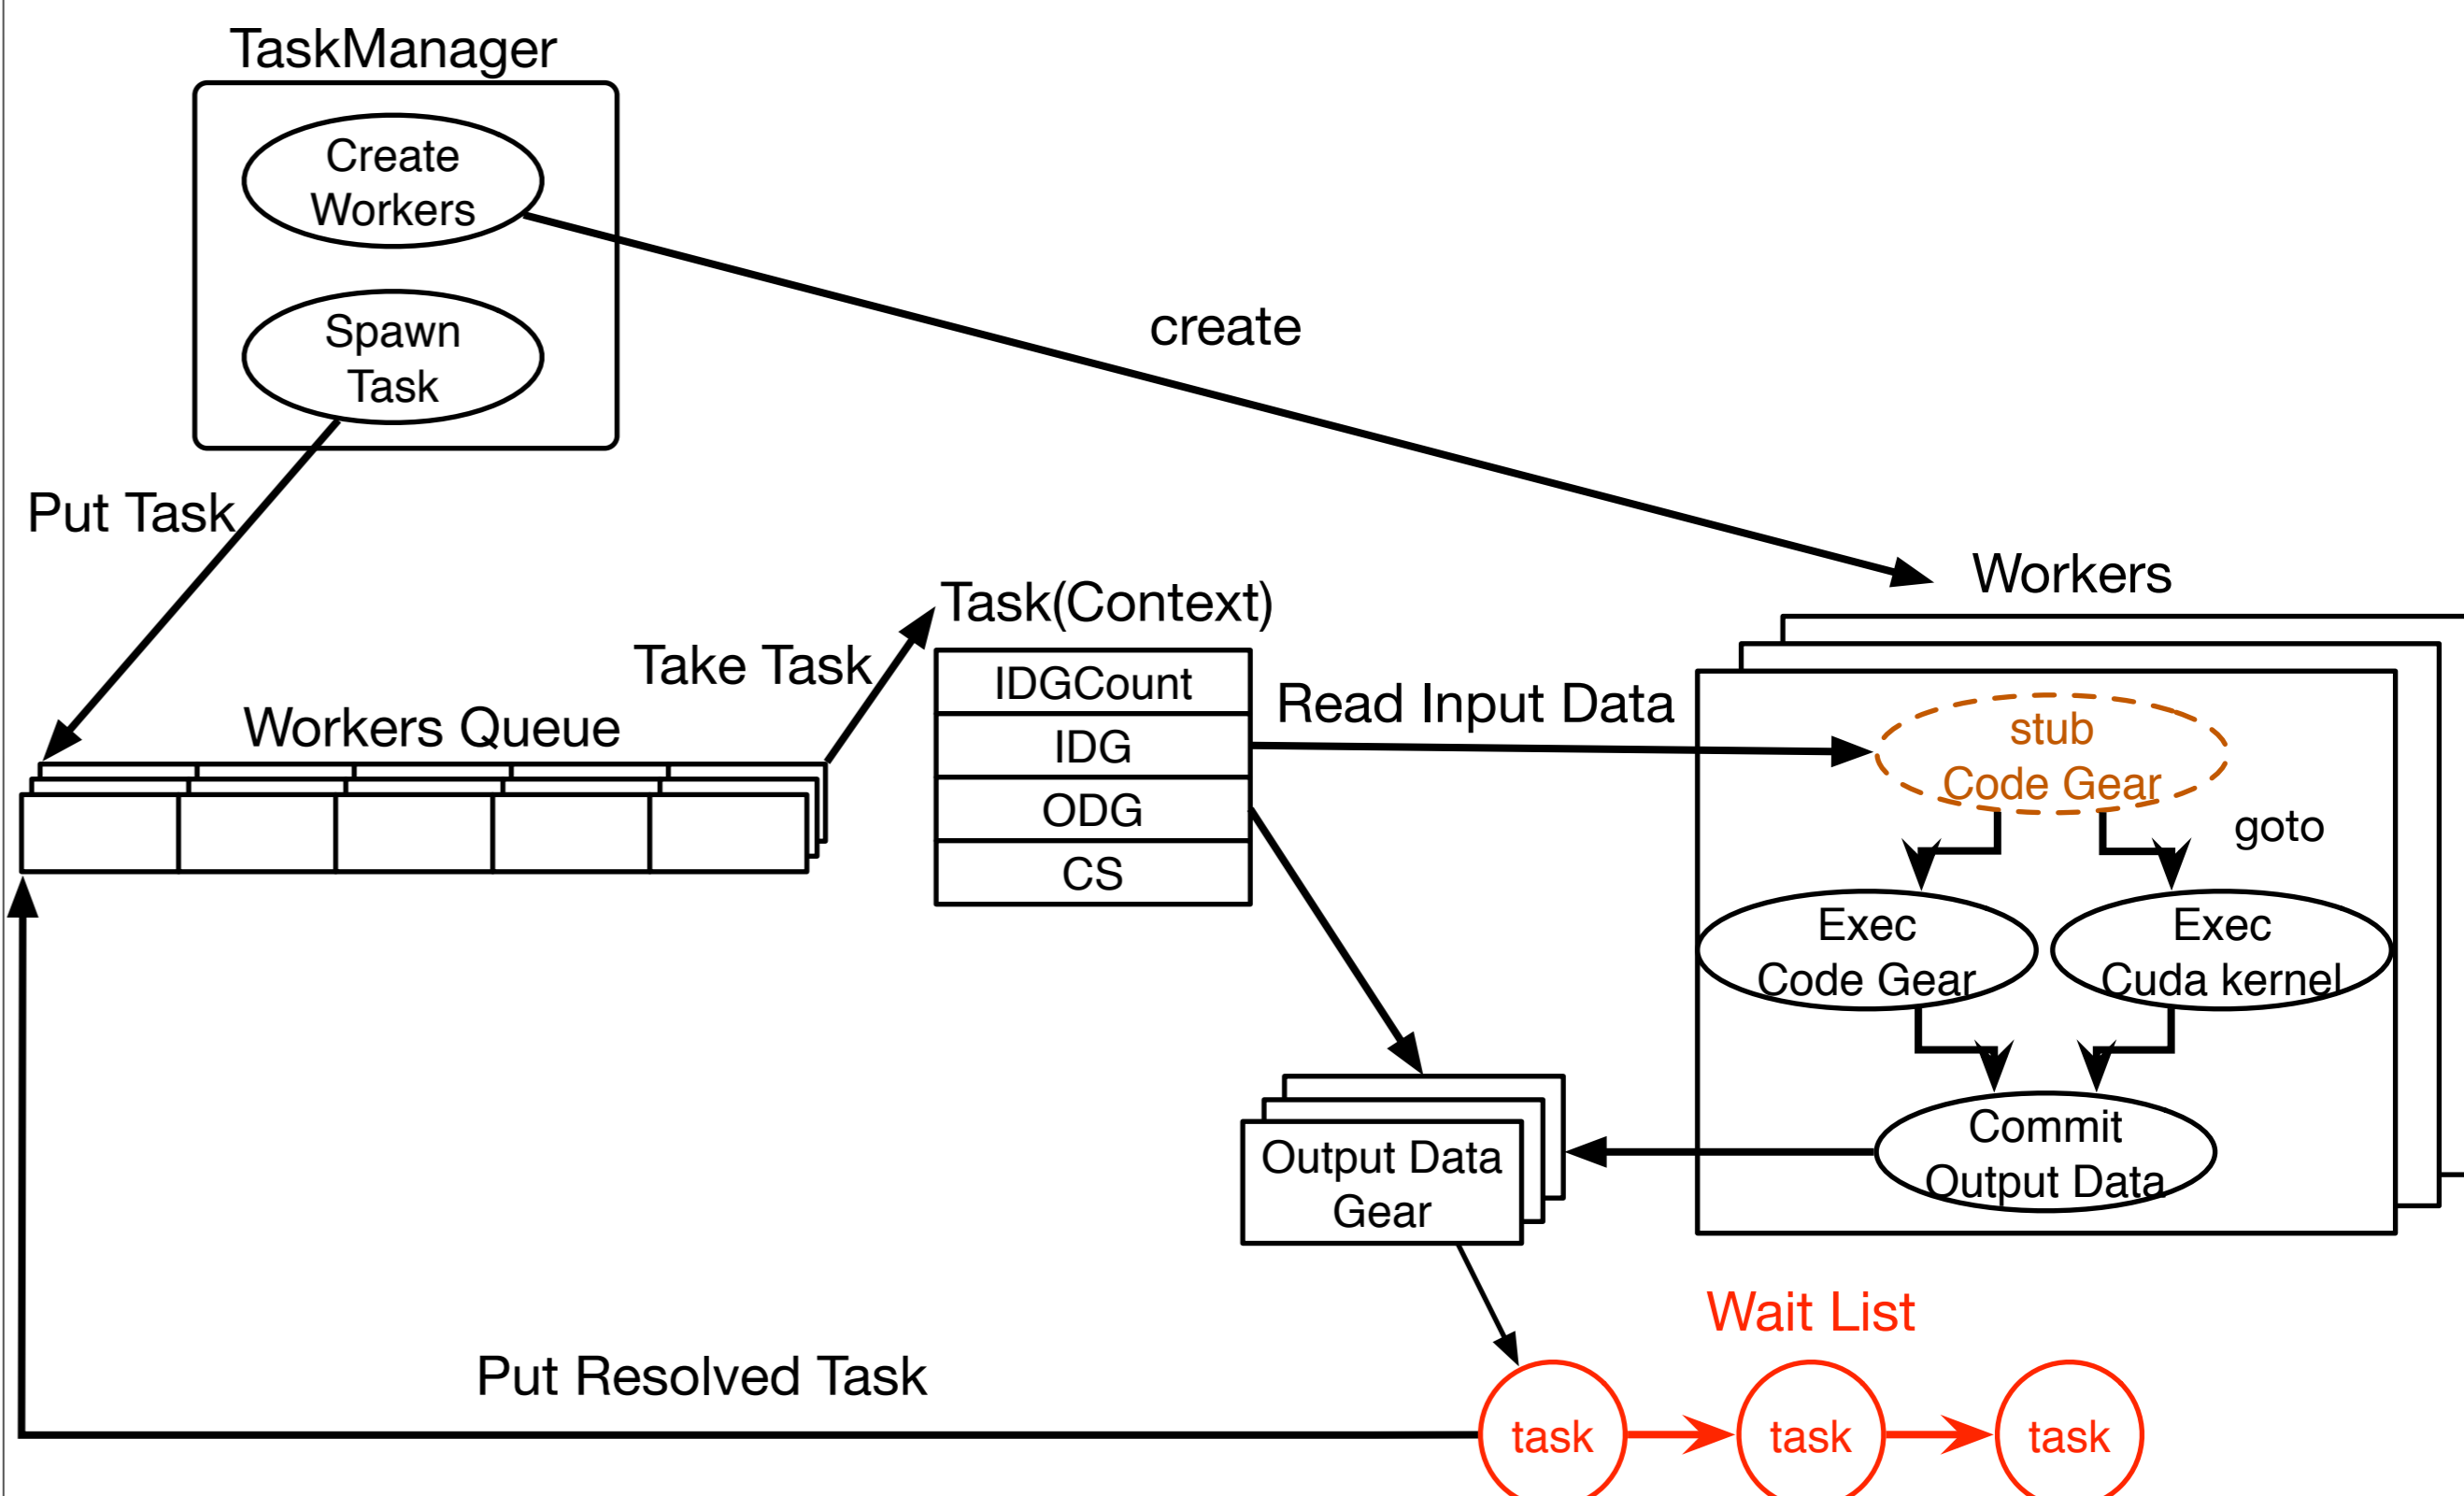 TaskManager
Create
Workers
Spawn
Task
create
Put Task
Workers
Task(Context)
Take Task
Workers Queue
IDGCount
IDG
ODG
CS
Read Input Data
stub
Code Gear
goto
Exec
Code Gear
Exec
Cuda kernel
Commit
Output Data
Output Data
Gear
Wait List
Put Resolved Task
task
task
task